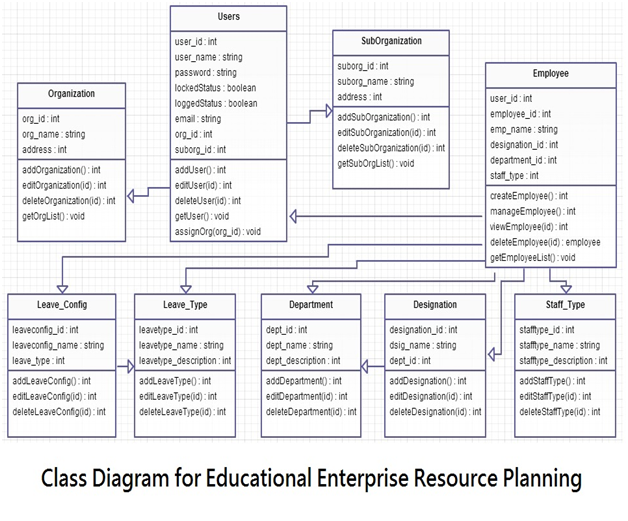 Users
user_id : int
user_name : string
password : string
lockedStatus : boolean
loggedStatus : boolean
email : string
org_id : int
suborg_id : int
addUser() : int
editUser(id) : int
deleteUser(id) : int
getUser() : void
assignOrg(org_id) : void
SubOrganization
suborg_id : int
suborg_name : string
address : int
addSubOrganization() : int
editSubOrganization(id) : int
deleteSubOrganization(id) : int
getSubOrgList() : void
Organization
org_id : int
org_name : string
address : int
addOrganization() : int
editOrganization(id) : int
deleteOrganization(id) : int
getOrgList() : void
Employee
user_id : int
employee_id : int
emp_name : string
designation_id : int
department_id : int
staff_type : int
createEmployee() : int
manageEmployee() : int
viewEmployee(id) : int
deleteEmployee(id) : employee
getEmployeeList() : void
Leave_Config
leaveconfig_id : int
leaveconfig_name : string
leave_type : int
addLeaveConfig() : int
editLeaveConfig(id) : int
deleteLeaveConfig(id) : int
Leave_Type
leavetype_id : int
leavetype_name : string
leavetype_description : int
addLeaveType() : int
editLeaveType(id) : int
deleteLeaveType(id) : int
Department
dept_id : int
dept_name : string
dept_description : int
addDepartment() : int
editDepartment(id) : int
deleteDepartment(id) : int
Designation
designation_id : int
dsig_name : string
dept_id : int
addDesignation() : int
editDesignation(id) : int
deleteDesignation(id) : int
Staff_Type
stafftype_id : int
stafftype_name : string
stafftype_description : int
addStaffType() : int
editStaffType(id) : int
deleteStaffType(id) : int
Class Diagram for Educational Enterprise Resource Planning